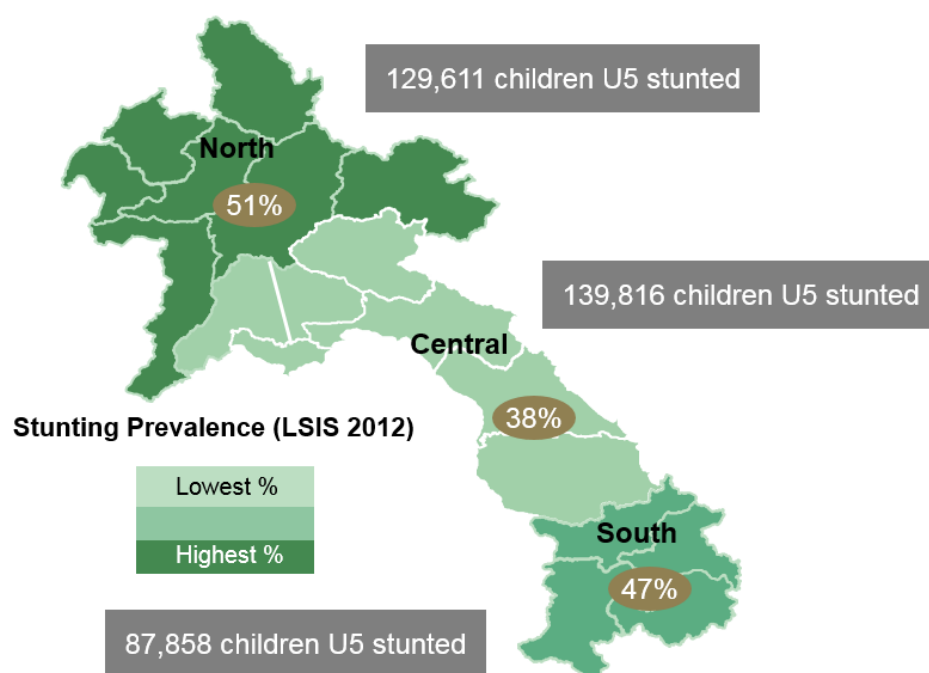 129,611 children U5 stunted
North
51%
139,816 children U5 stunted
Central
38%
Stunting Prevalence (LSIS 2012)
Lowest %
Highest %
South
47%
87,858 children U5 stunted